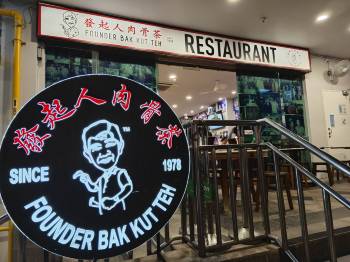 發起人肉骨茶
FOUNDER BAK KUT TEH
RESTAURANT
發起人肉骨茶
TM
SINCE
1978
FOUNDER BAK KUT TEH